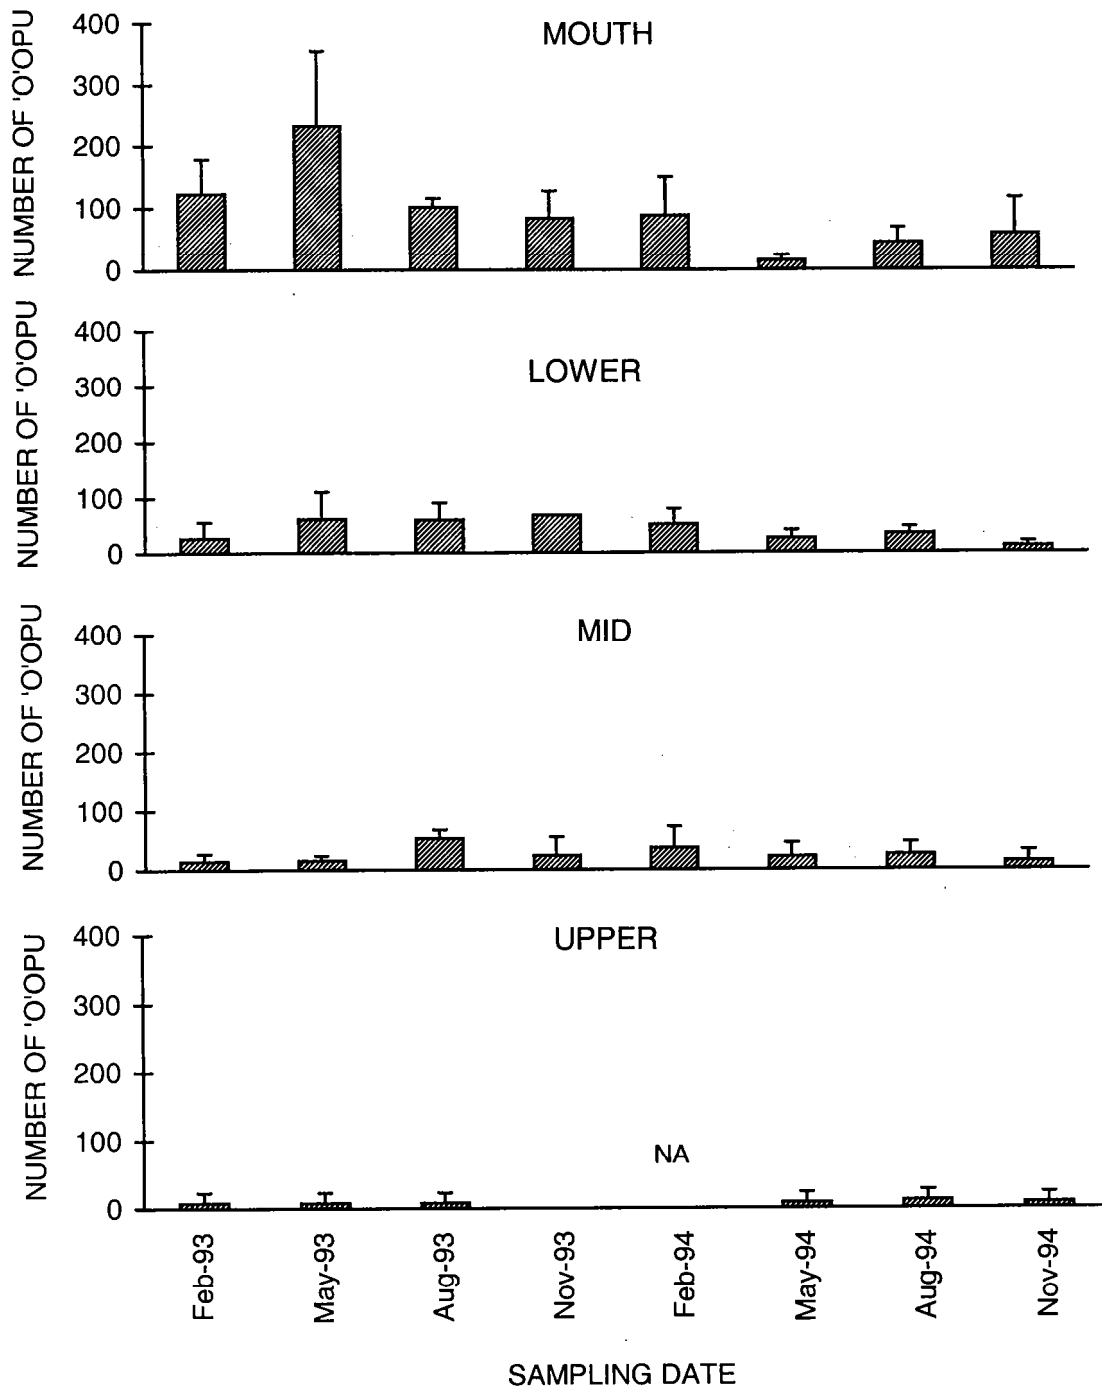 MOUTH
NUMBER OF 'O'OPU
400
300
200
100
0
LOWER
NUMBER OF 'O'OPU
400
300
200
100
0
MID
NUMBER OF 'O'OPU
400
300
200
100
0
UPPER
NUMBER OF 'O'OPU
400
300
200
100
0
NA
Feb-93
May-93
Aug-93
Nov-93
Feb-94
May-94
Aug-94
Nov-94
SAMPLING DATE